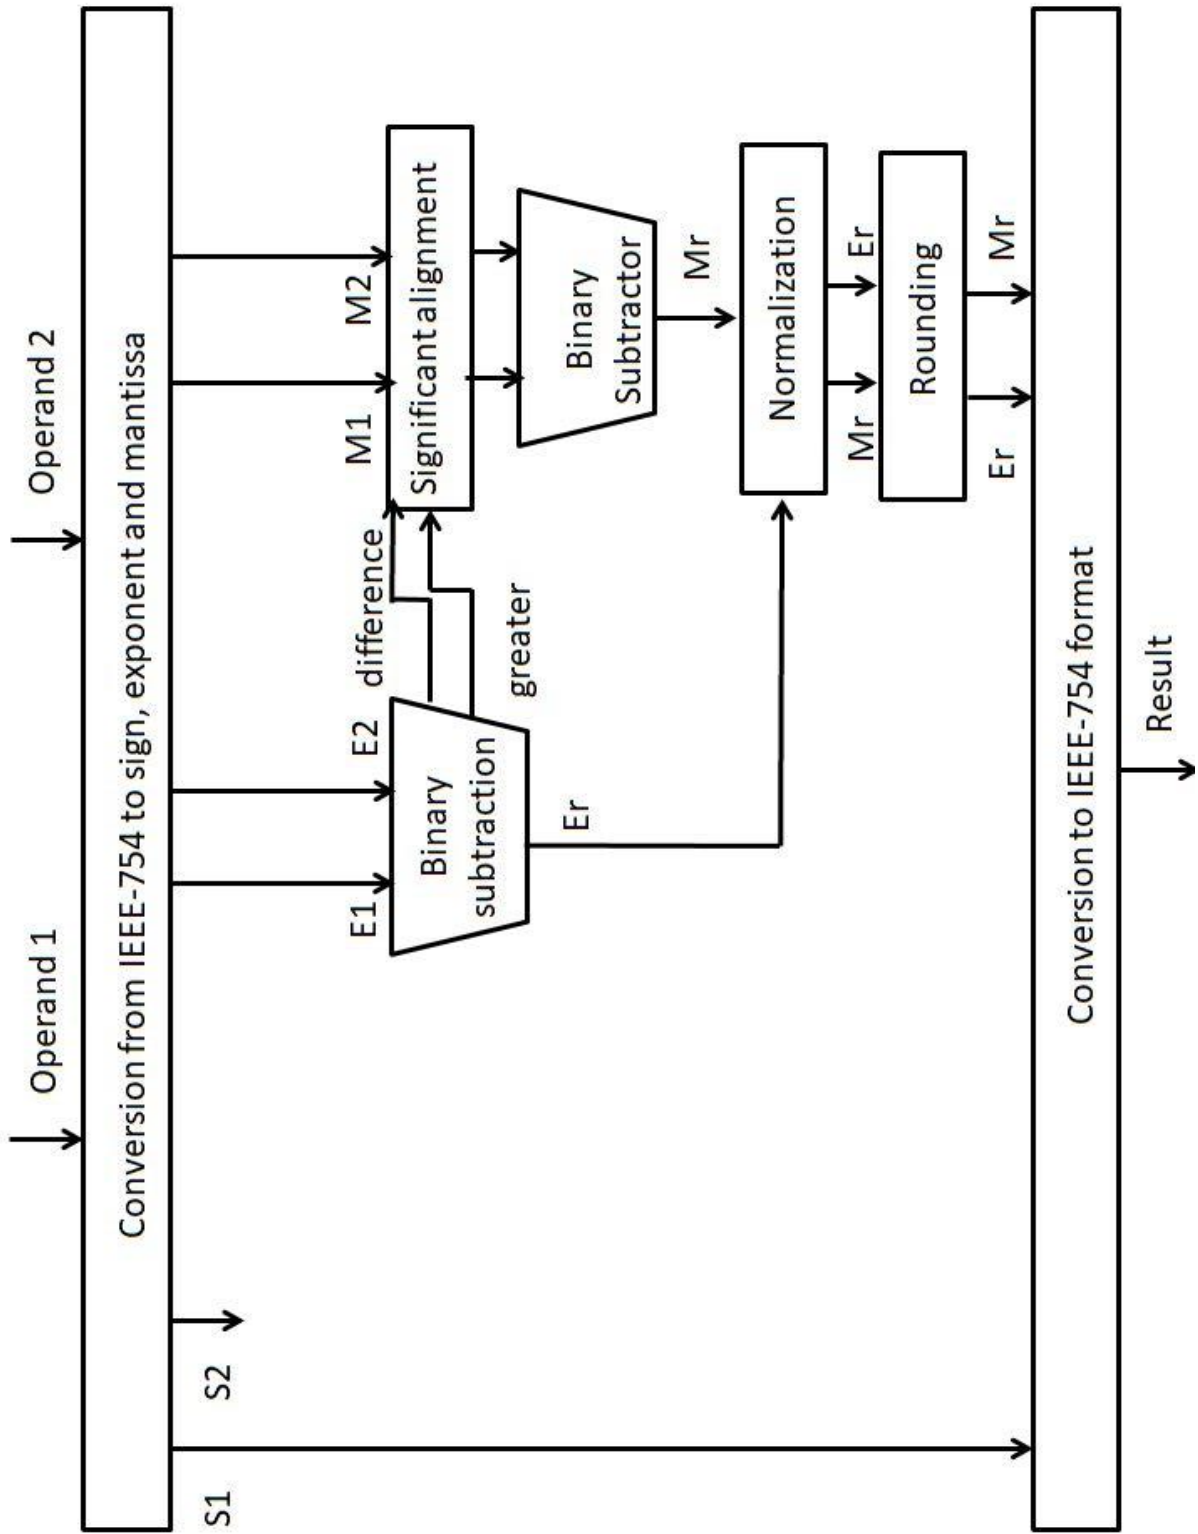 Operand 1
Operand 2
Conversion from IEEE-754 to sign, exponent and mantissa
S1
S2
E1
E2
M1
M2
difference
greater
Significant alignment
Binary
subtraction
Binary
Subtractor
Er
Mr
Normalization
Mr
Er
Rounding
Er
Mr
Conversion to IEEE-754 format
Result